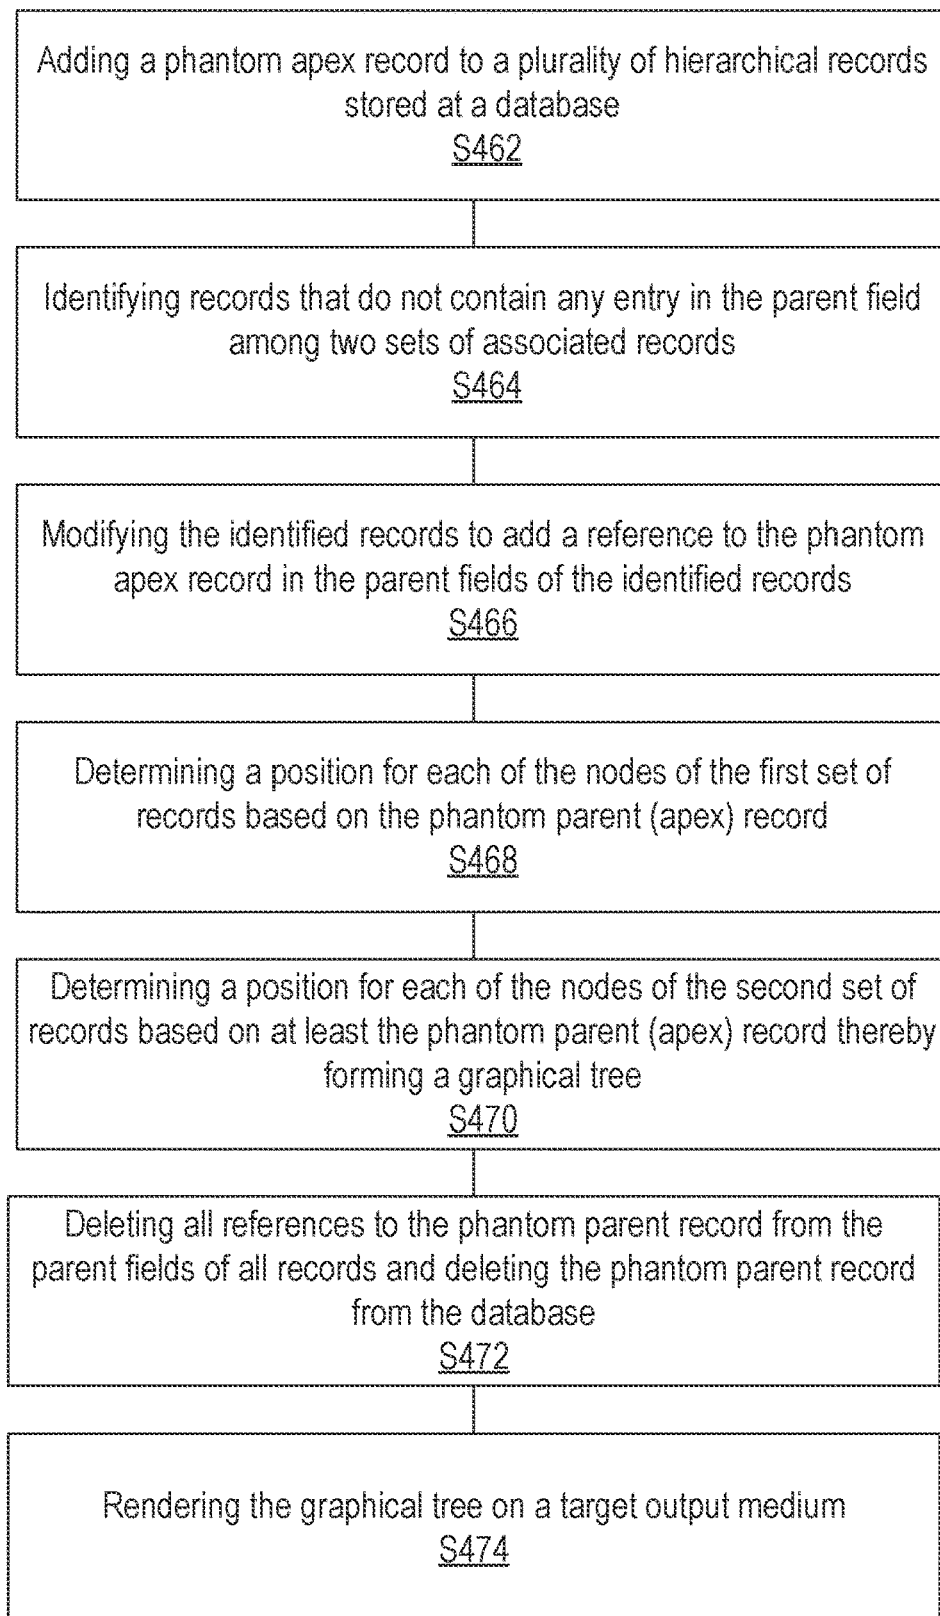 Adding a phantom apex record to a plurality of hierarchical records
stored at a database
S462
Identifying records that do not contain any entry in the parent field
among two sets of associated records
S464
Modifying the identified records to add a reference to the phantom
apex record in the parent fields of the identified records
S466
Determining a position for each of the nodes of the first set of
records based on the phantom parent (apex) record
S468
Determining a position for each of the nodes of the second set of
records based on at least the phantom parent (apex) record thereby
forming a graphical tree
S470
Deleting all references to the phantom parent record from the
parent fields of all records and deleting the phantom parent record
from the database
S472
Rendering the graphical tree on a target output medium
S474